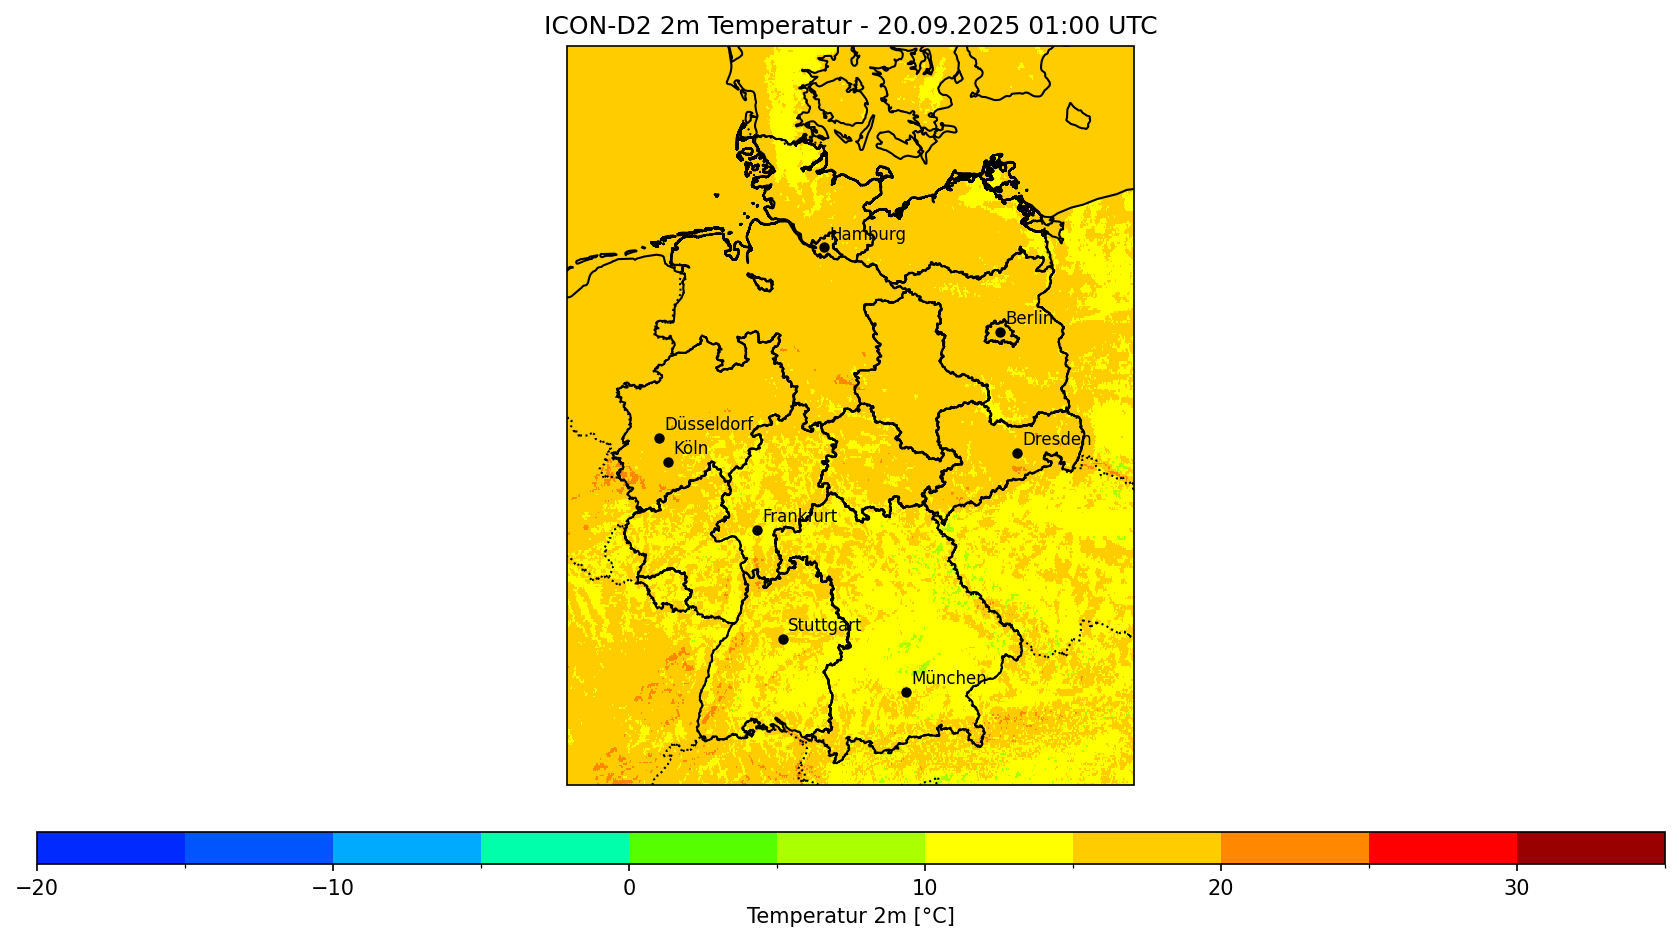 ICON-D2 2m Temperatur - 20.09.2025 01:00 UTC
Hamburg
Berlin
Düsseldorf
Köln
Dresden
Frankfurt
Stuttgart
München
−20 −10 0 10 20 30
Temperatur 2m [°C]